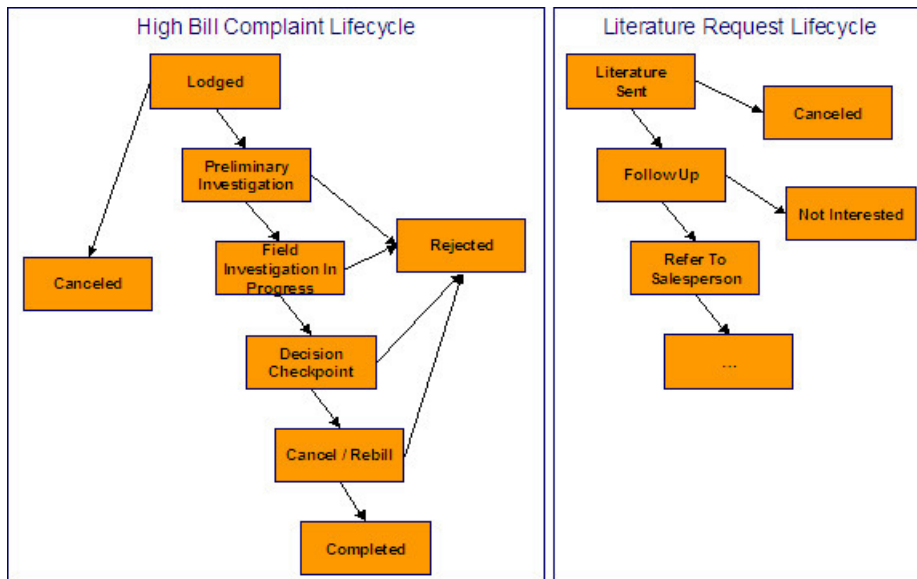 High Bill Complaint Lifecycle
Lodged
Preliminary
Investigation
Field
Investigation In
Progress
Rejected
Canceled
Decision
Checkpoint
Cancel / Rebill
Completed
Literature Request Lifecycle
Literature
Sent
Canceled
Follow Up
Not Interested
Refer To
Salesperson
...